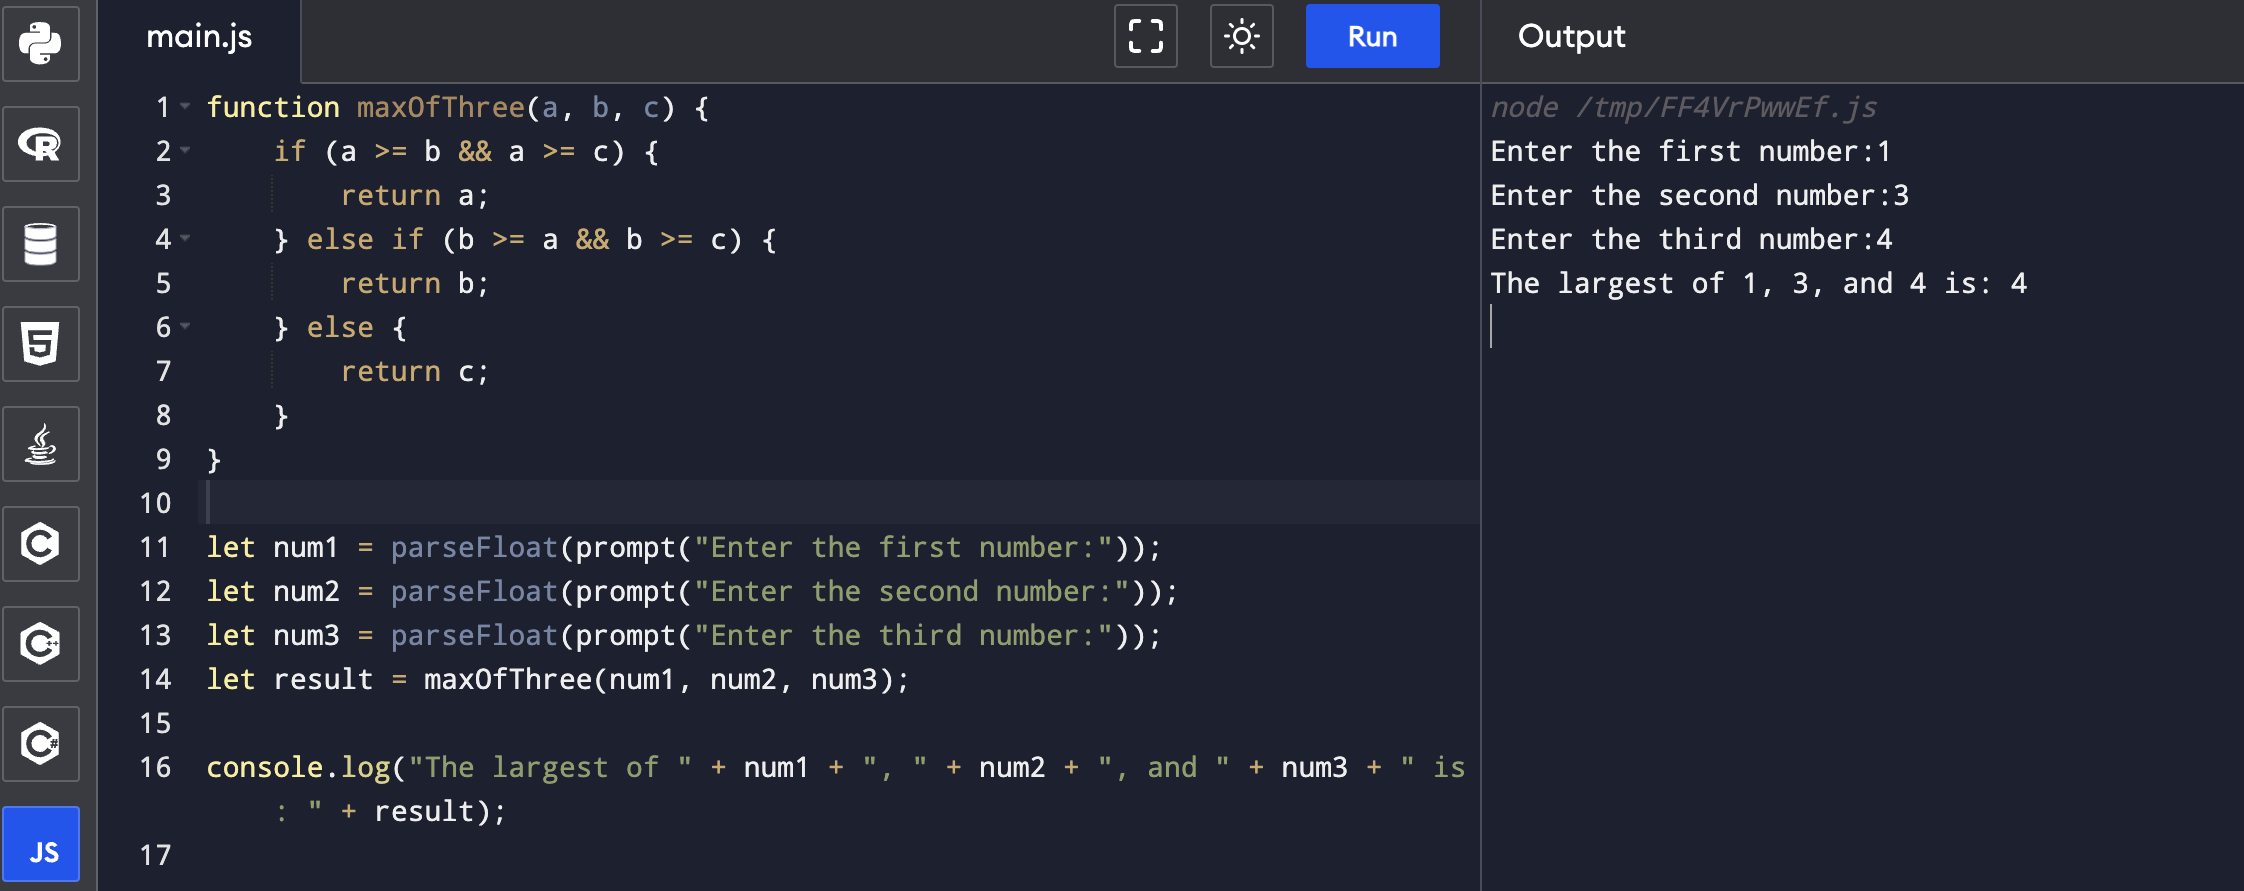 main.js
Run
Output
1 function maxOfThree(a, b, c) {
2     if (a >= b && a >= c) {
3         return a;
4     } else if (b >= a && b >= c) {
5         return b;
6     } else {
7         return c;
8     }
9 }
10
11 let num1 = parseFloat(prompt("Enter the first number:"));
12 let num2 = parseFloat(prompt("Enter the second number:"));
13 let num3 = parseFloat(prompt("Enter the third number:"));
14 let result = maxOfThree(num1, num2, num3);
15
16 console.log("The largest of " + num1 + ", " + num2 + ", and " + num3 + " is
    : " + result);
17
node /tmp/FF4VrPwwEf.js
Enter the first number:1
Enter the second number:3
Enter the third number:4
The largest of 1, 3, and 4 is: 4
R
5
C
C++
C#
JS